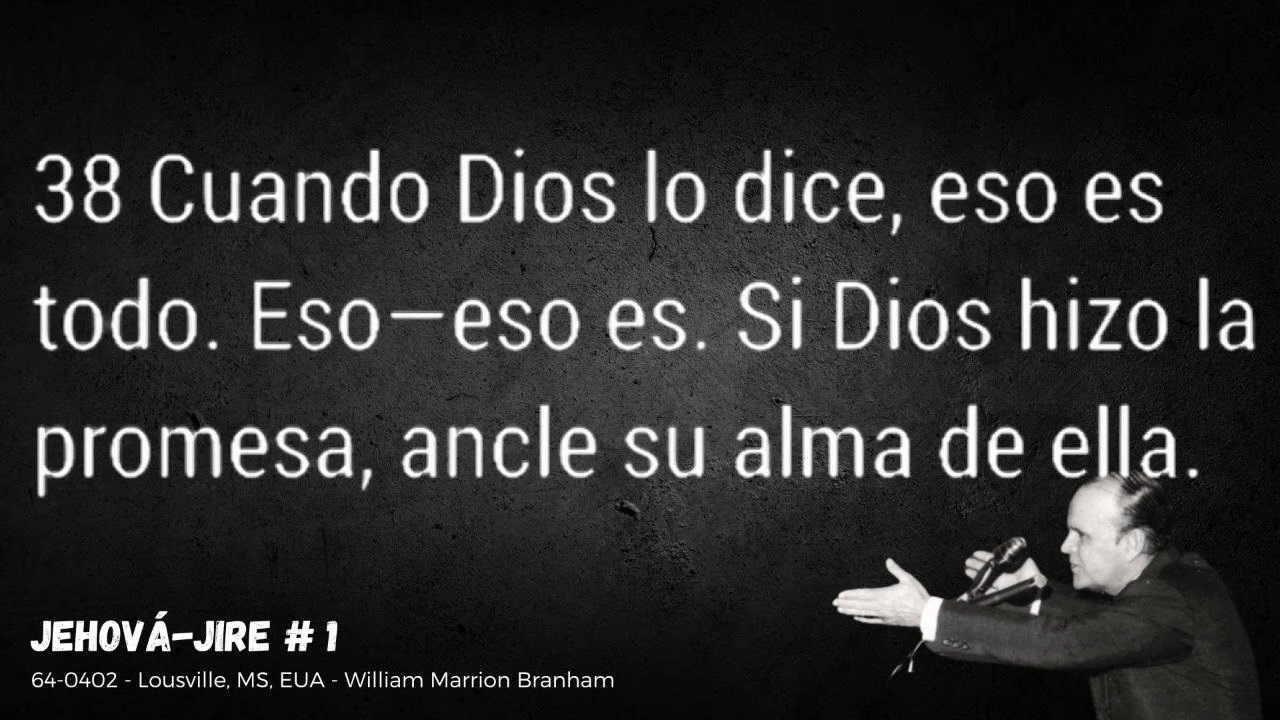 38 Cuando Dios lo dice, eso es
todo. Eso—eso es. Si Dios hizo la
promesa, ancle su alma de ella.
JEHOVÁ-JIRE # 1
64-0402 - Lousville, MS, EUA - William Marrion Branham